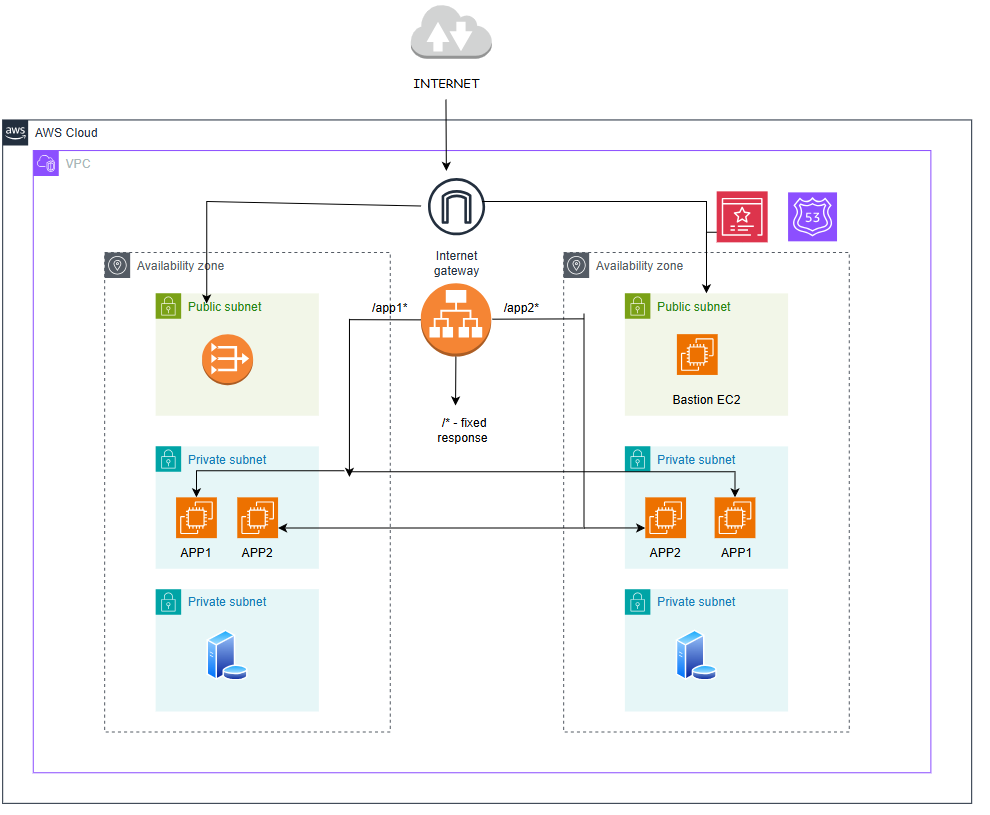 INTERNET
aws
AWS Cloud
VPC
53
Internet
gateway
Availability zone
Availability zone
Public subnet
/app1*
/app2*
Public subnet
Bastion EC2
/* - fixed
response
Private subnet
Private subnet
APP1
APP2
APP2
APP1
Private subnet
Private subnet